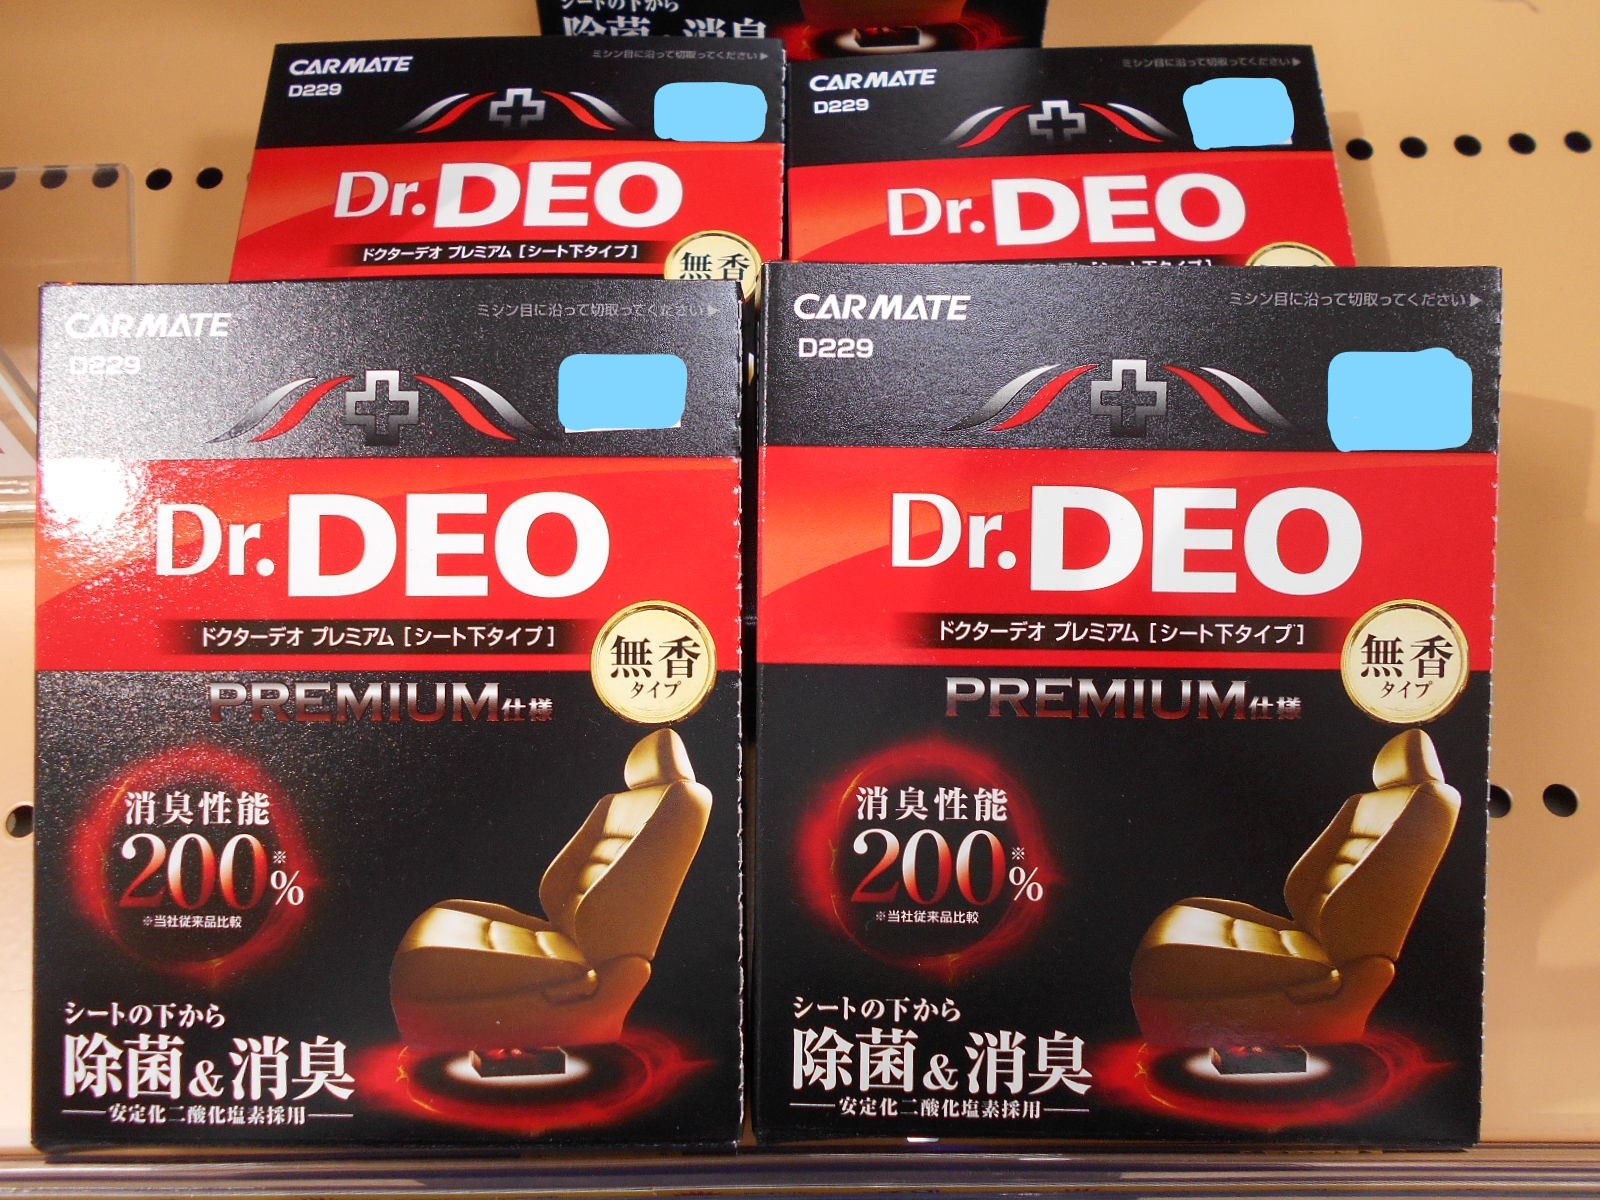 シートの下から
除菌&消臭
CARMATE
ミシン目に沿って切取ってください▶
D229
Dr.DEO
ドクターデオ プレミアム [シート下タイプ]
無香
CARMATE
ミシン目に沿って切取ってください▶
D229
Dr.DEO
CARMATE
ミシン目に沿って切取ってください▶
D229
Dr.DEO
ドクターデオ プレミアム [シート下タイプ]
無香
タイプ
PREMIUM仕様
消臭性能
200%※
※当社従来品比較
シートの下から
除菌&消臭
安定化二酸化塩素採用
CARMATE
ミシン目に沿って切取ってください▶
D229
Dr.DEO
ドクターデオ プレミアム [シート下タイプ]
無香
タイプ
PREMIUM仕様
消臭性能
200%※
※当社従来品比較
シートの下から
除菌&消臭
安定化二酸化塩素採用